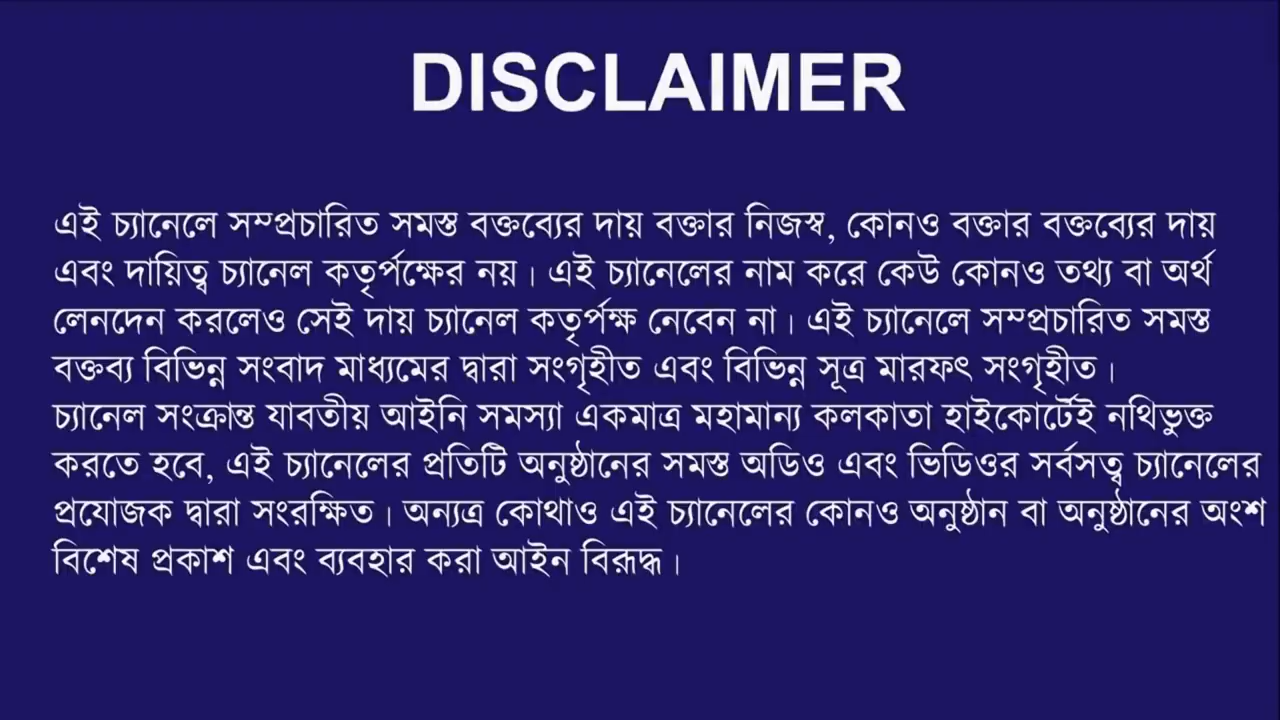 DISCLAIMER
এই চ্যানেলে সম্প্রচারিত সমস্ত বক্তব্যের দায় বক্তার নিজস্ব, কোনও বক্তার বক্তব্যের দায়
এবং দায়িত্ব চ্যানেল কতৃর্পক্ষের নয়। এই চ্যানেলের নাম করে কেউ কোনও তথ্য বা অর্থ
লেনদেন করলেও সেই দায় চ্যানেল কতৃর্পক্ষ নেবেন না। এই চ্যানেলে সম্প্রচারিত সমস্ত
বক্তব্য বিভিন্ন সংবাদ মাধ্যমের দ্বারা সংগৃহীত এবং বিভিন্ন সূত্র মারফৎ সংগৃহীত।
চ্যানেল সংক্রান্ত যাবতীয় আইনি সমস্যা একমাত্র মহামান্য কলকাতা হাইকোর্টেই নথিভুক্ত
করতে হবে, এই চ্যানেলের প্রতিটি অনুষ্ঠানের সমস্ত অডিও এবং ভিডিওর সর্বসত্ব চ্যানেলের
প্রযোজক দ্বারা সংরক্ষিত। অন্যত্র কোথাও এই চ্যানেলের কোনও অনুষ্ঠান বা অনুষ্ঠানের অংশ
বিশেষ প্রকাশ এবং ব্যবহার করা আইন বিরূদ্ধ।